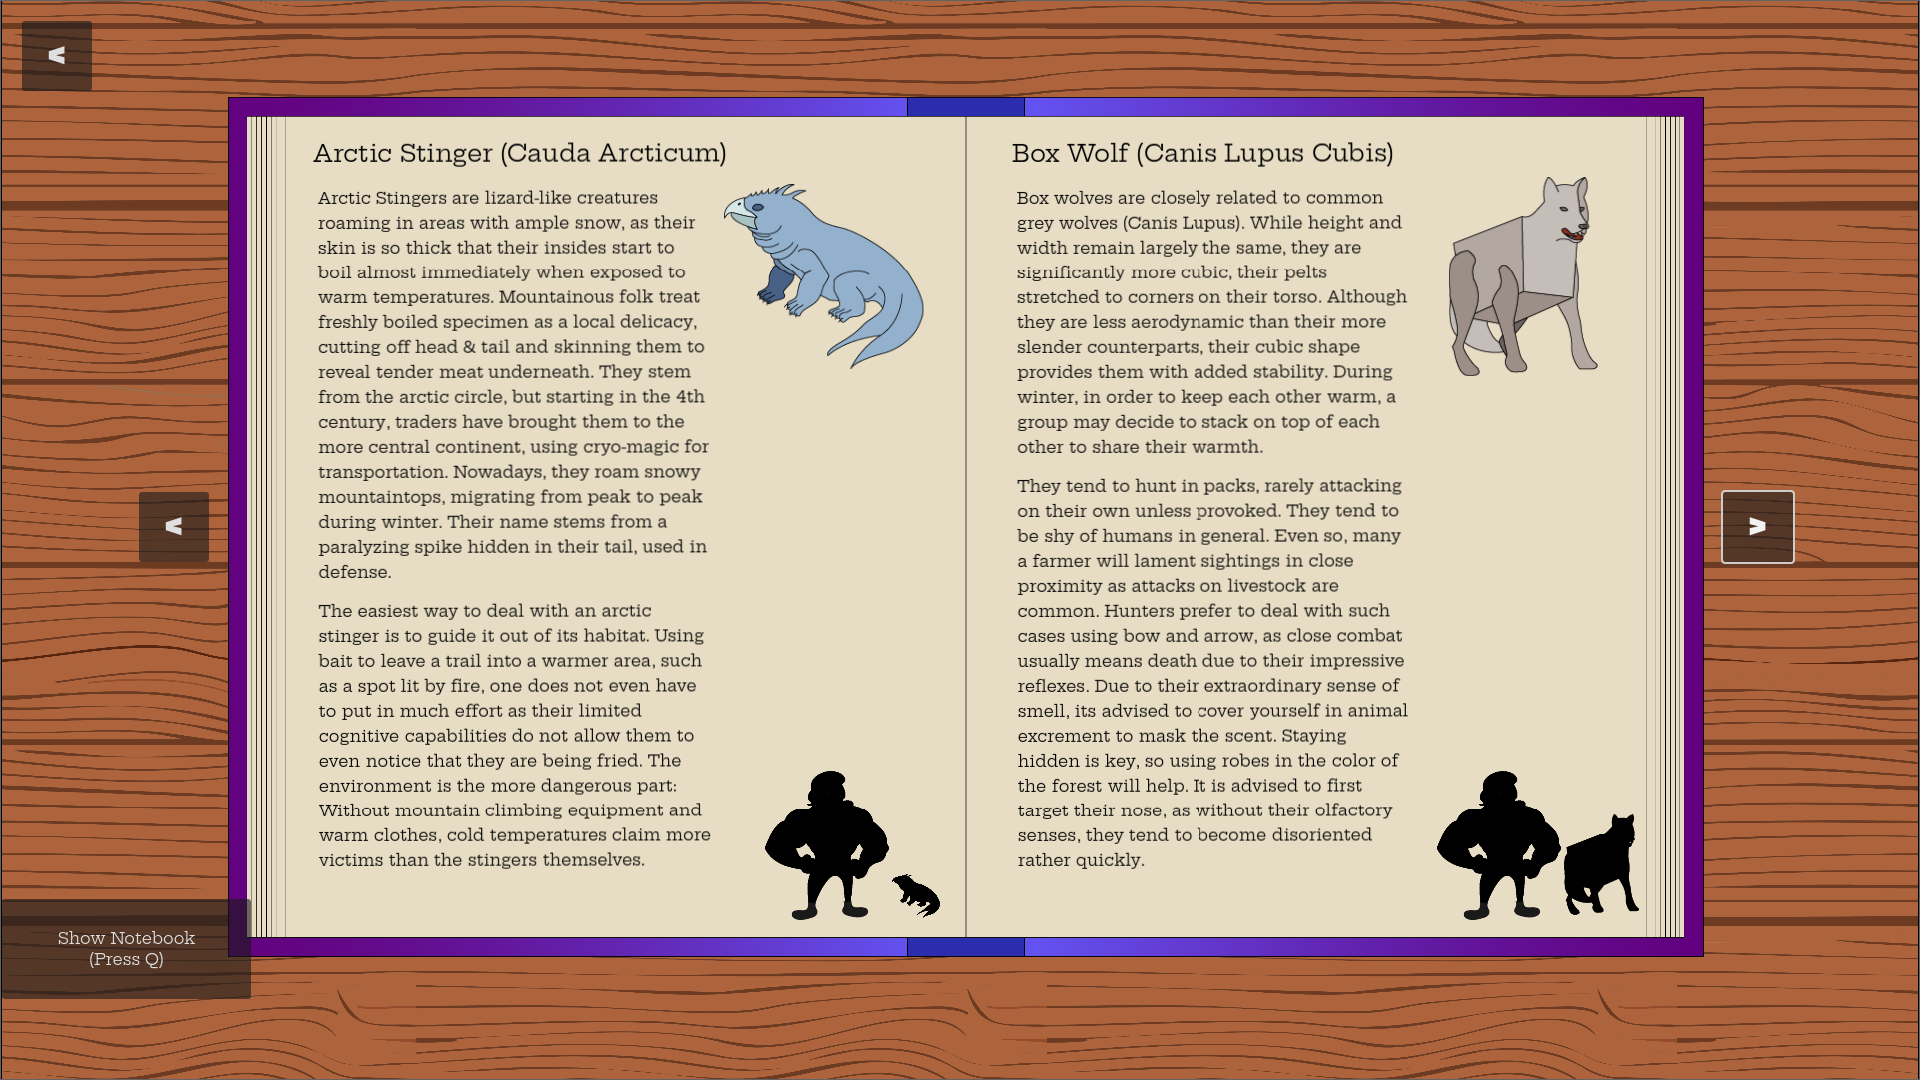 Arctic Stinger (Cauda Arcticum)
Arctic Stingers are lizard-like creatures
roaming in areas with ample snow, as their
skin is so thick that their insides start to
boil almost immediately when exposed to
warm temperatures. Mountainous folk treat
freshly boiled specimen as a local delicacy,
cutting off head & tail and skinning them to
reveal tender meat underneath. They stem
from the arctic circle, but starting in the 4th
century, traders have brought them to the
more central continent, using cryo-magic for
transportation. Nowadays, they roam snowy
mountaintops, migrating from peak to peak
during winter. Their name stems from a
paralyzing spike hidden in their tail, used in
defense.
The easiest way to deal with an arctic
stinger is to guide it out of its habitat. Using
bait to leave a trail into a warmer area, such
as a spot lit by fire, one does not even have
to put in much effort as their limited
cognitive capabilities do not allow them to
even notice that they are being fried. The
environment is the more dangerous part:
Without mountain climbing equipment and
warm clothes, cold temperatures claim more
victims than the stingers themselves.
Box Wolf (Canis Lupus Cubis)
Box wolves are closely related to common
grey wolves (Canis Lupus). While height and
width remain largely the same, they are
significantly more cubic, their pelts
stretched to corners on their torso. Although
they are less aerodynamic than their more
slender counterparts, their cubic shape
provides them with added stability. During
winter, in order to keep each other warm, a
group may decide to stack on top of each
other to share their warmth.
They tend to hunt in packs, rarely attacking
on their own unless provoked. They tend to
be shy of humans in general. Even so, many
a farmer will lament sightings in close
proximity as attacks on livestock are
common. Hunters prefer to deal with such
cases using bow and arrow, as close combat
usually means death due to their impressive
reflexes. Due to their extraordinary sense of
smell, its advised to cover yourself in animal
excrement to mask the scent. Staying
hidden is key, so using robes in the color of
the forest will help. It is advised to first
target their nose, as without their olfactory
senses, they tend to become disoriented
rather quickly.
<
<
>
Show Notebook
(Press Q)